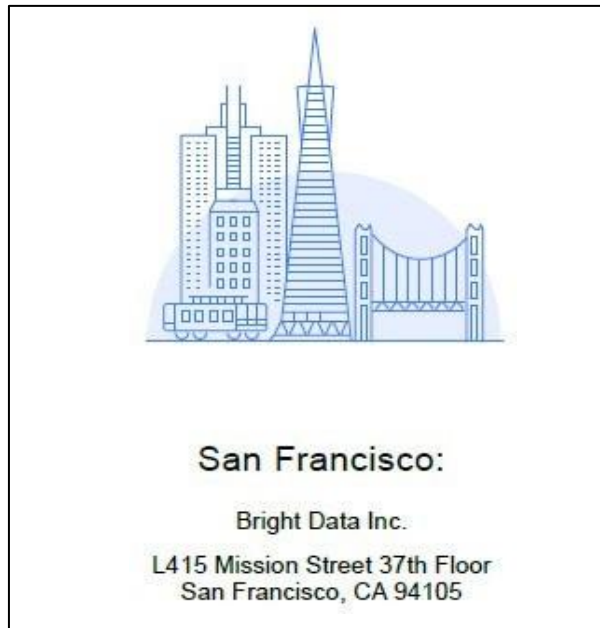 San Francisco:
Bright Data Inc.
L415 Mission Street 37th Floor
San Francisco, CA 94105